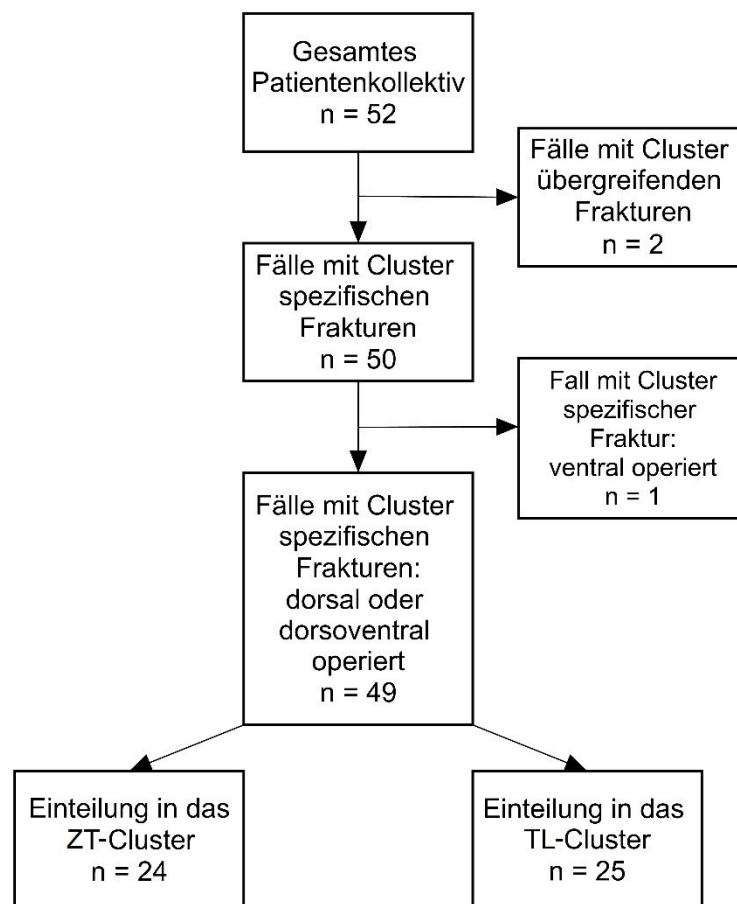 Gesamtes
Patientenkollektiv
n = 52
Fälle mit Cluster
übergreifenden
Frakturen
n = 2
Fälle mit Cluster
spezifischen
Frakturen
n = 50
Fall mit Cluster
spezifischer
Fraktur:
ventral operiert
n = 1
Fälle mit Cluster
spezifischen
Frakturen:
dorsal oder
dorsoventral
operiert
n = 49
Einteilung in das
ZT-Cluster
n = 24
Einteilung in das
TL-Cluster
n = 25